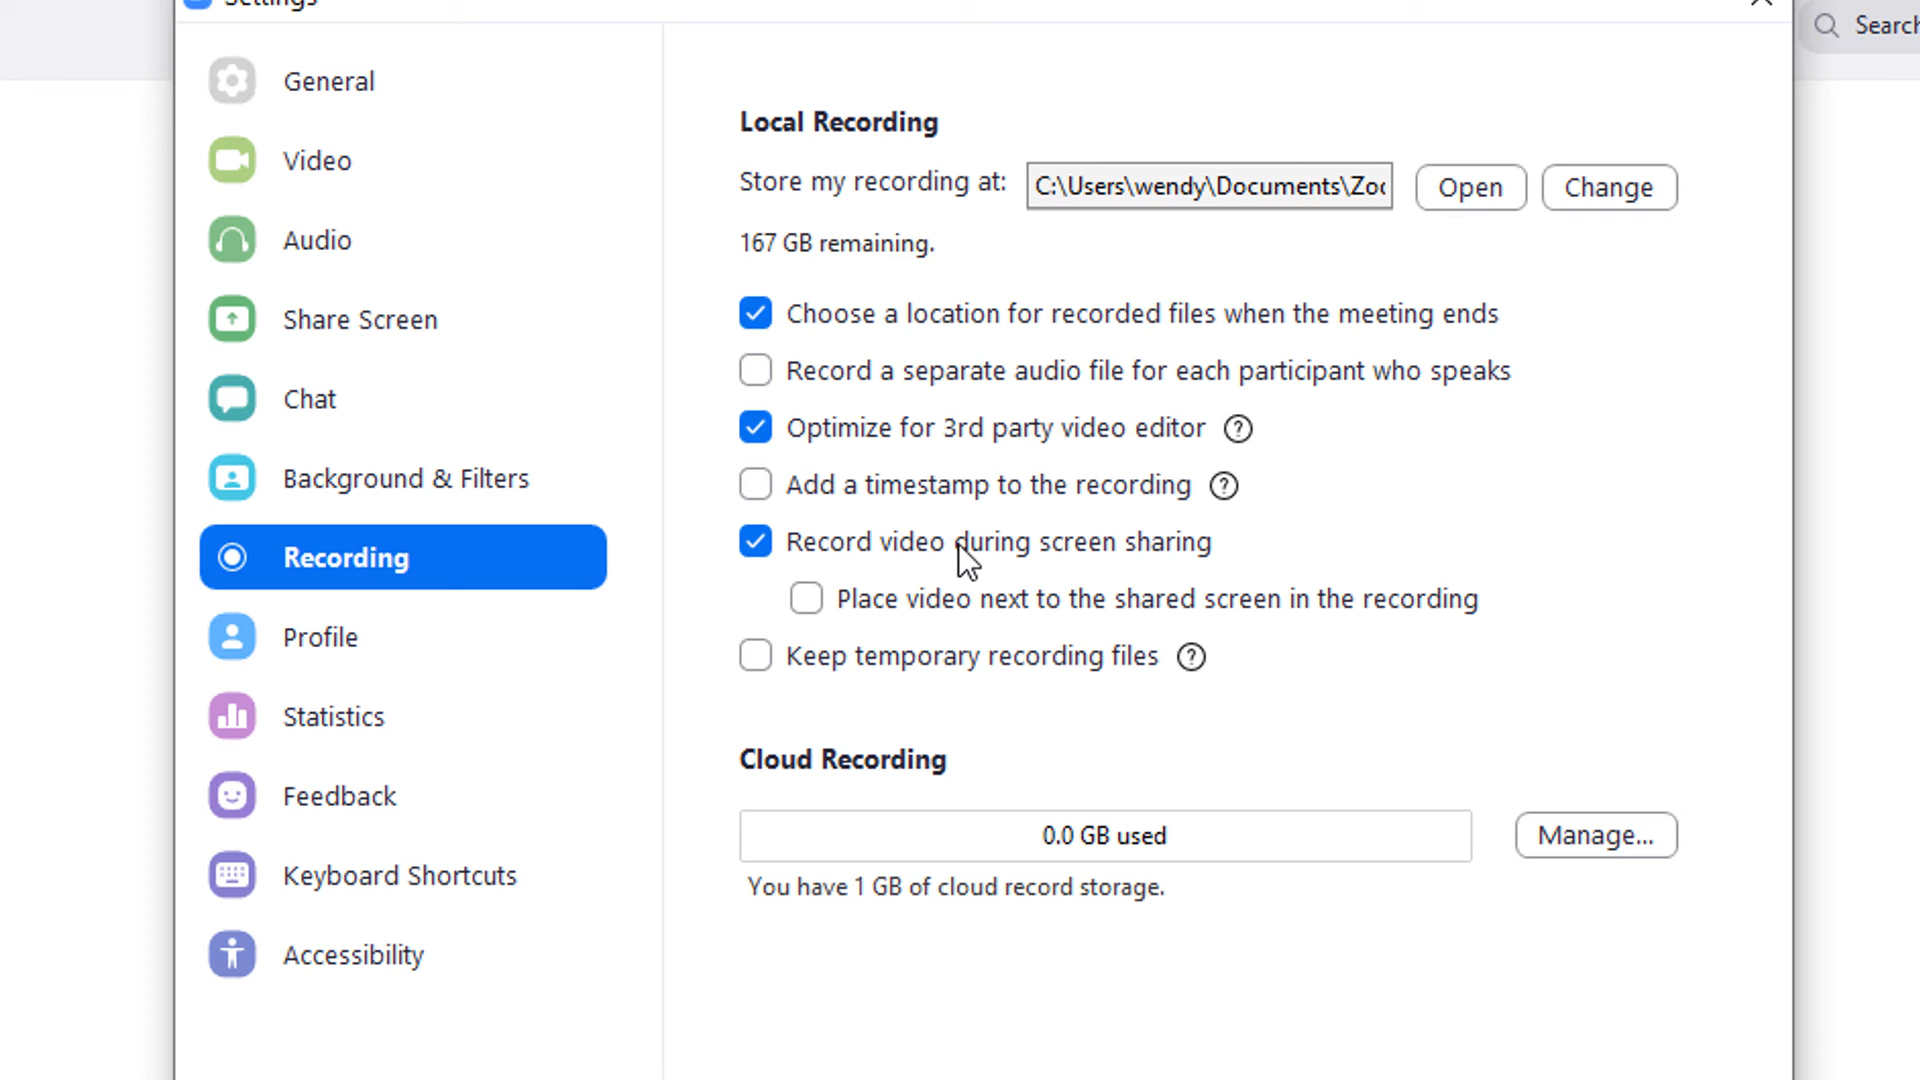 Settings
Search
General
Video
Audio
Share Screen
Chat
Background & Filters
Recording
Profile
Statistics
Feedback
Keyboard Shortcuts
Accessibility
Local Recording
Store my recording at: C:\Users\wendy\Documents\Zoo Open Change
167 GB remaining.
Choose a location for recorded files when the meeting ends
Record a separate audio file for each participant who speaks
Optimize for 3rd party video editor ?
Add a timestamp to the recording ?
Record video during screen sharing
Place video next to the shared screen in the recording
Keep temporary recording files ?
Cloud Recording
0.0 GB used Manage...
You have 1 GB of cloud record storage.